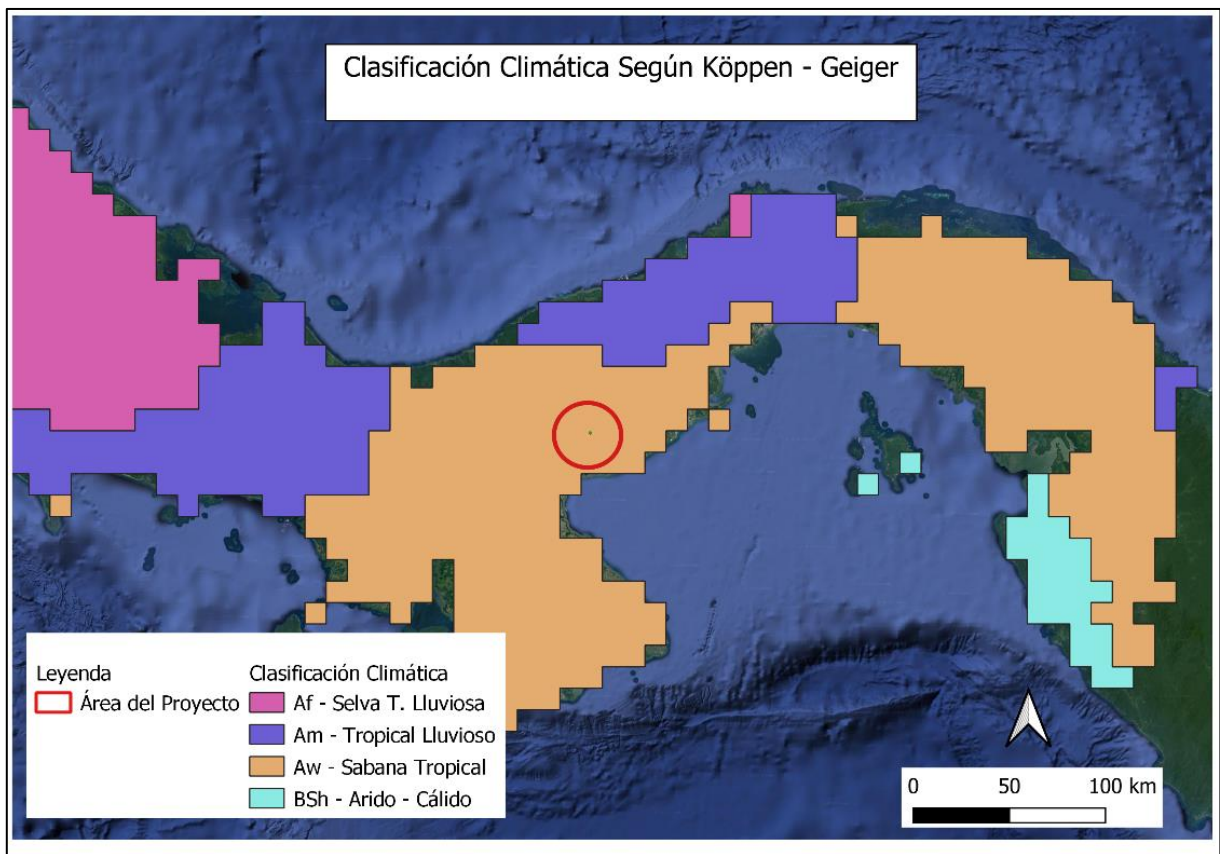 Clasificación Climática Según Köppen - Geiger
Leyenda
Área del Proyecto
Clasificación Climática
Af - Selva T. Lluviosa
Am - Tropical Lluvioso
Aw - Sabana Tropical
BSh - Arido - Cálido
0 50 100 km